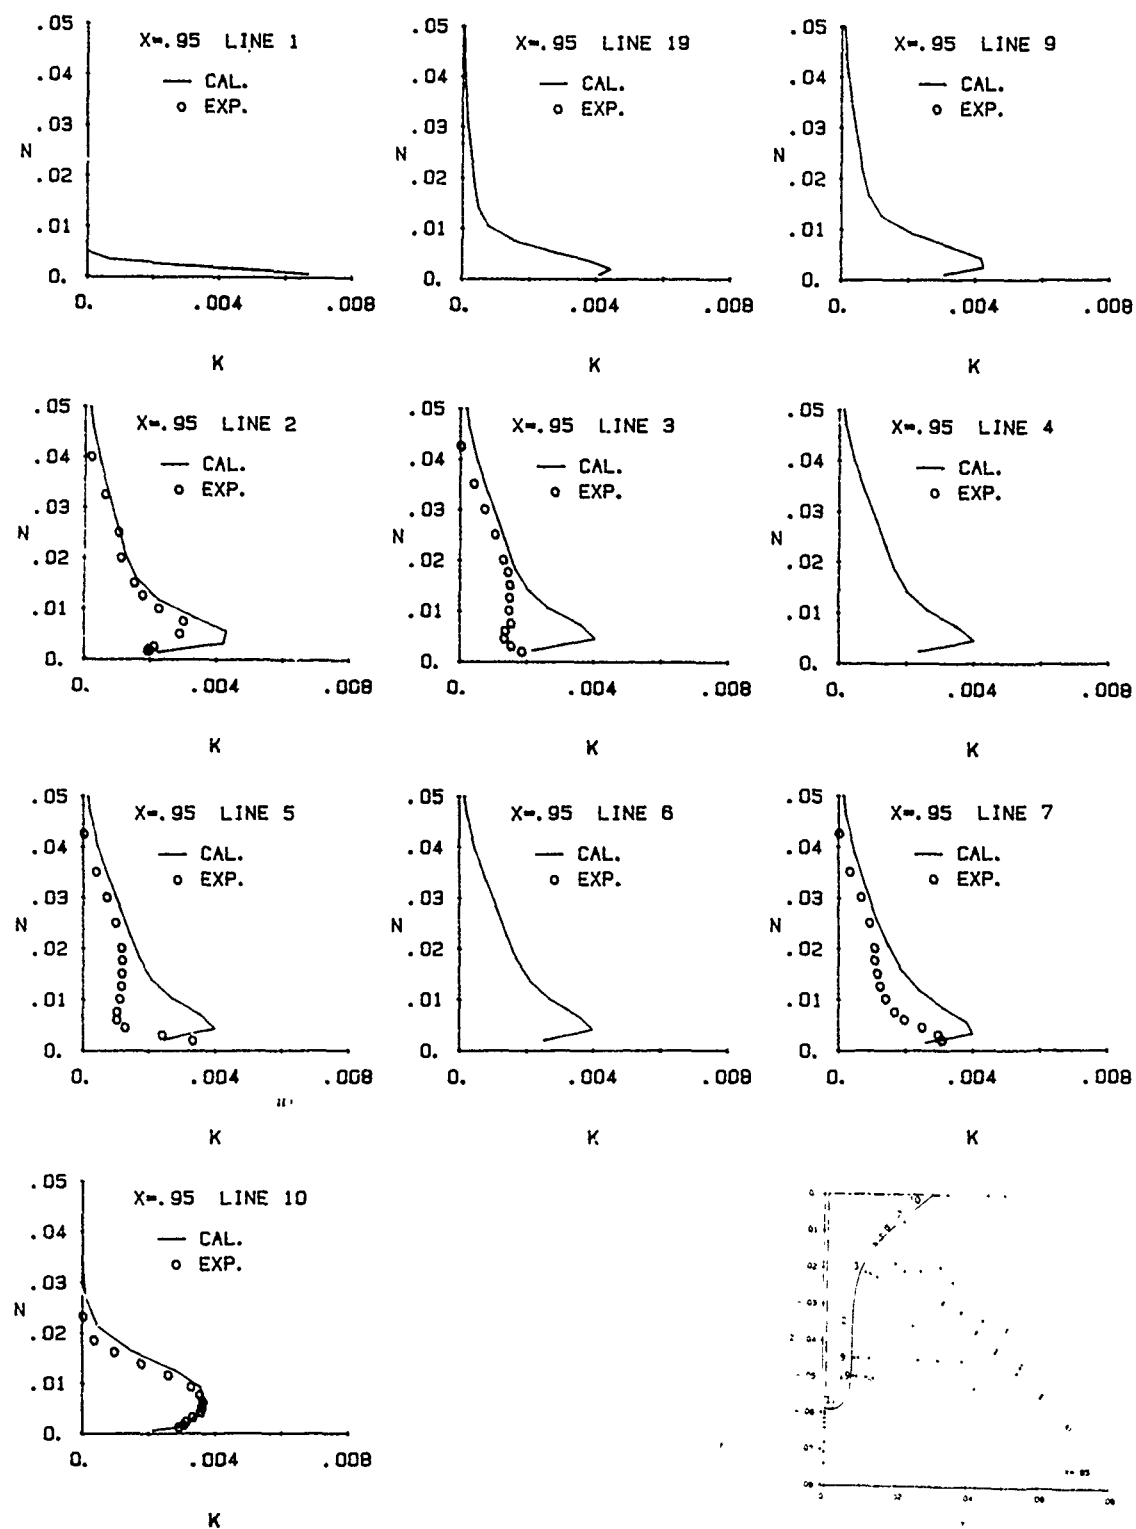 X=.95 LINE 1
— CAL.
o EXP.
.05
.04
.03
N
.02
.01
0.
0. .004 .008
K
X=.95 LINE 19
— CAL.
o EXP.
.05
.04
.03
N
.02
.01
0.
0. .004 .008
K
X=.95 LINE 9
— CAL.
o EXP.
.05
.04
.03
N
.02
.01
0.
0. .004 .008
K
X=.95 LINE 2
— CAL.
o EXP.
.05
.04
.03
N
.02
.01
0.
0. .004 .008
K
X=.95 LINE 3
— CAL.
o EXP.
.05
.04
.03
N
.02
.01
0.
0. .004 .008
K
X=.95 LINE 4
— CAL.
o EXP.
.05
.04
.03
N
.02
.01
0.
0. .004 .008
K
X=.95 LINE 5
— CAL.
o EXP.
.05
.04
.03
N
.02
.01
0.
0. .004 .008
K
X=.95 LINE 6
— CAL.
o EXP.
.05
.04
.03
N
.02
.01
0.
0. .004 .008
K
X=.95 LINE 7
— CAL.
o EXP.
.05
.04
.03
N
.02
.01
0.
0. .004 .008
K
X=.95 LINE 10
— CAL.
o EXP.
.05
.04
.03
N
.02
.01
0.
0. .004 .008
K
0
.01
.02
.03
.04
.05
.06